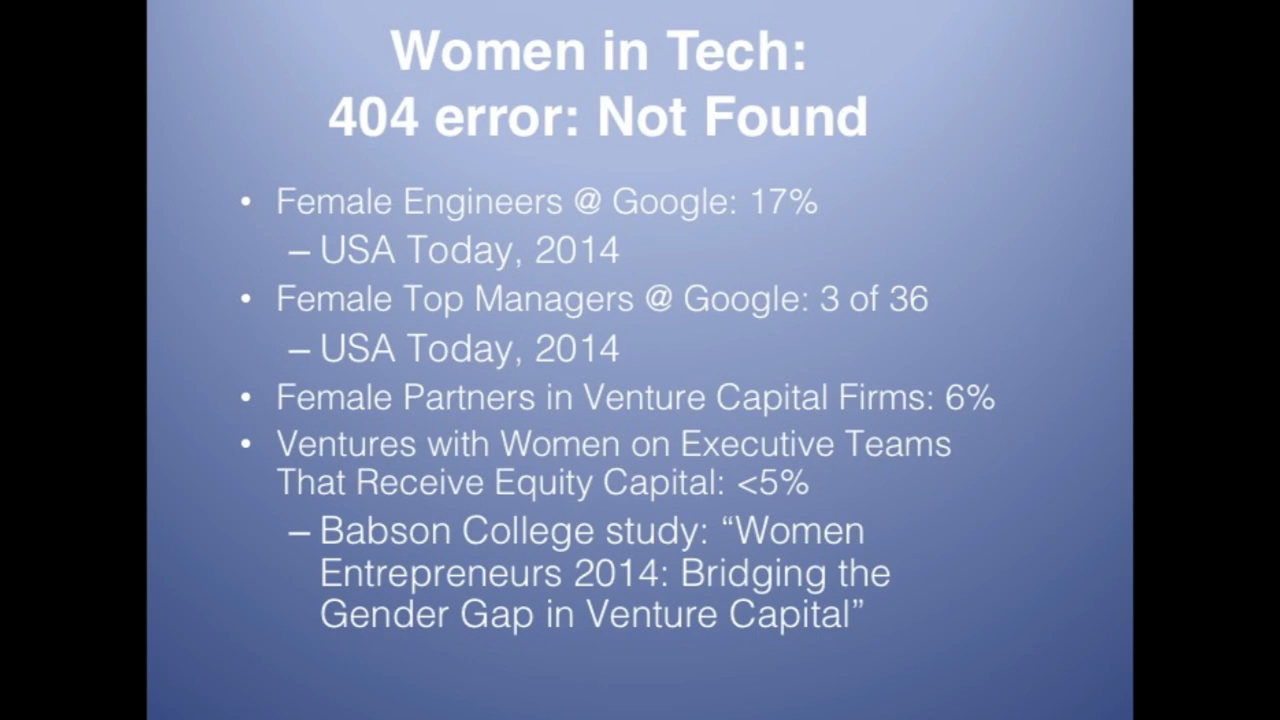 Women in Tech:
404 error: Not Found
• Female Engineers @ Google: 17%
– USA Today, 2014
• Female Top Managers @ Google: 3 of 36
– USA Today, 2014
• Female Partners in Venture Capital Firms: 6%
• Ventures with Women on Executive Teams
That Receive Equity Capital: <5%
– Babson College study: “Women
Entrepreneurs 2014: Bridging the
Gender Gap in Venture Capital”